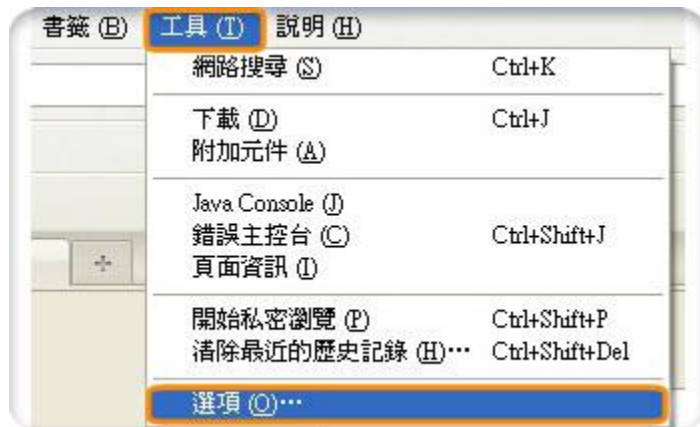 書籤 (B) 工具 (T) 説明 (H)
網路搜尋 (S) Ctrl+K
下載 (D) Ctrl+J
附加元件 (A)
Java Console (J)
錯誤主控台 (C) Ctrl+Shift+J
頁面資訊 (I)
開始私密瀏覽 (P) Ctrl+Shift+P
清除最近的歷史記錄 (H)… Ctrl+Shift+Del
選項 (O)…